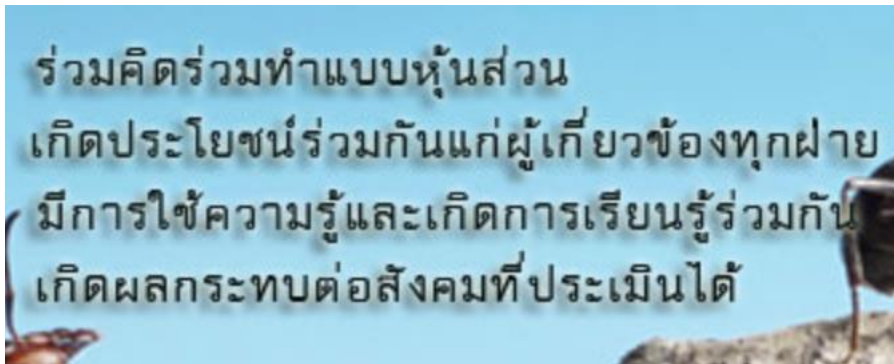 ร่วมคิดร่วมทำแบบหุ้นส่วน
เกิดประโยชน์ร่วมกันแก่ผู้เกี่ยวข้องทุกฝ่าย
มีการใช้ความรู้และเกิดการเรียนรู้ร่วมกัน
เกิดผลกระทบต่อสังคมที่ประเมินได้